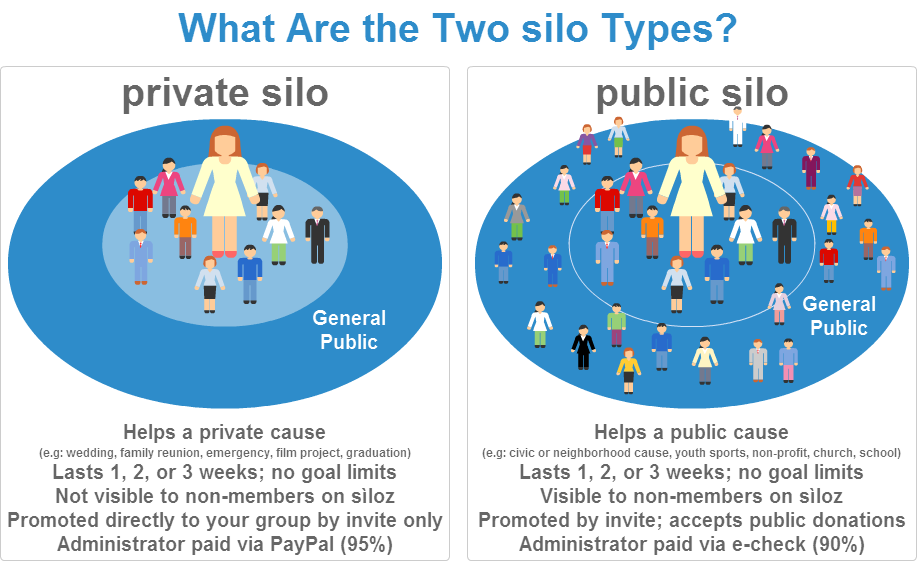 What Are the Two silo Types?
private silo
General
Public
Helps a private cause
(e.g: wedding, family reunion, emergency, film project, graduation)
Lasts 1, 2, or 3 weeks; no goal limits
Not visible to non-members on sìloz
Promoted directly to your group by invite only
Administrator paid via PayPal (95%)
public silo
General
Public
Helps a public cause
(e.g: civic or neighborhood cause, youth sports, non-profit, church, school)
Lasts 1, 2, or 3 weeks; no goal limits
Visible to non-members on sìloz
Promoted by invite; accepts public donations
Administrator paid via e-check (90%)